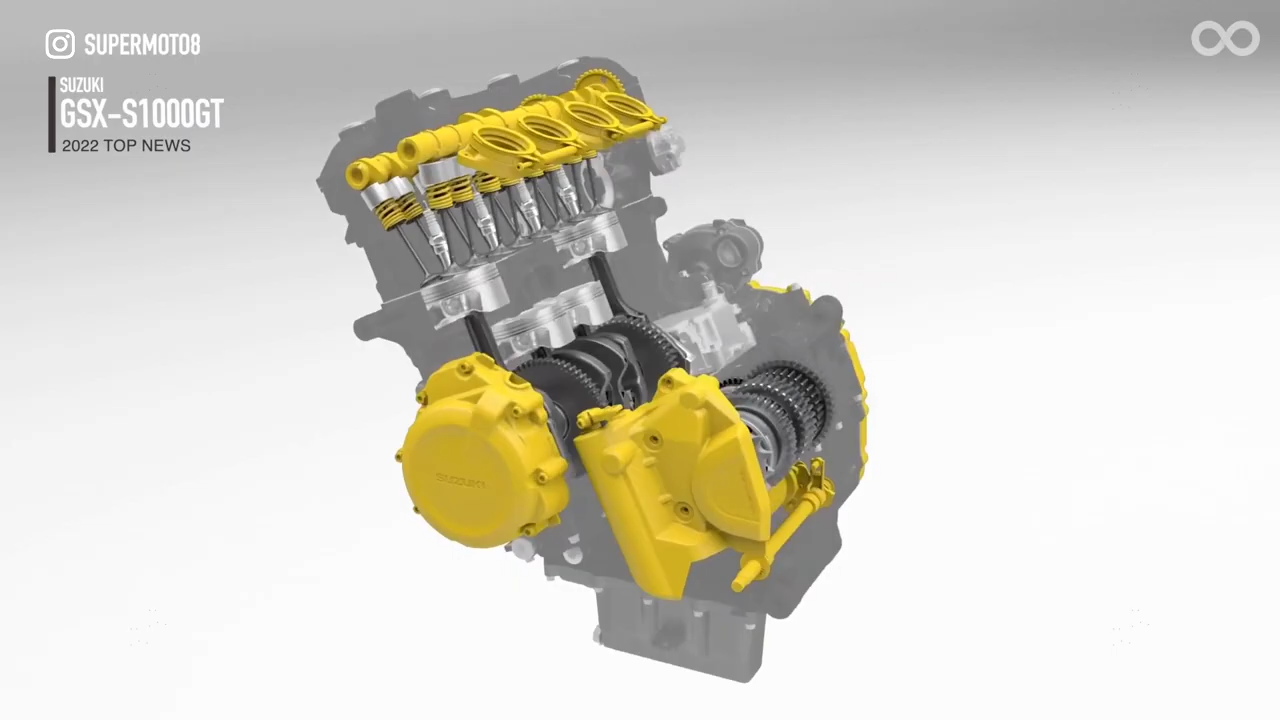 SUPERMOTO8
SUZUKI
GSX-S1000GT
2022 TOP NEWS
SUZUKI